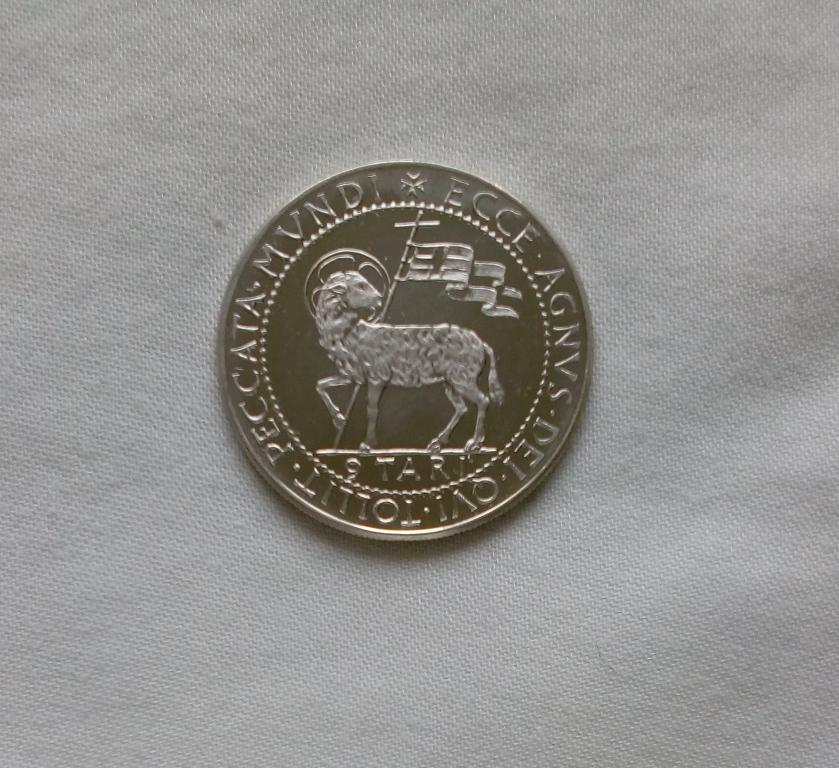 ECCE · AGNVS · DEI · QVI · TOLLIT · PECCATA · MVNDI
9 TARI